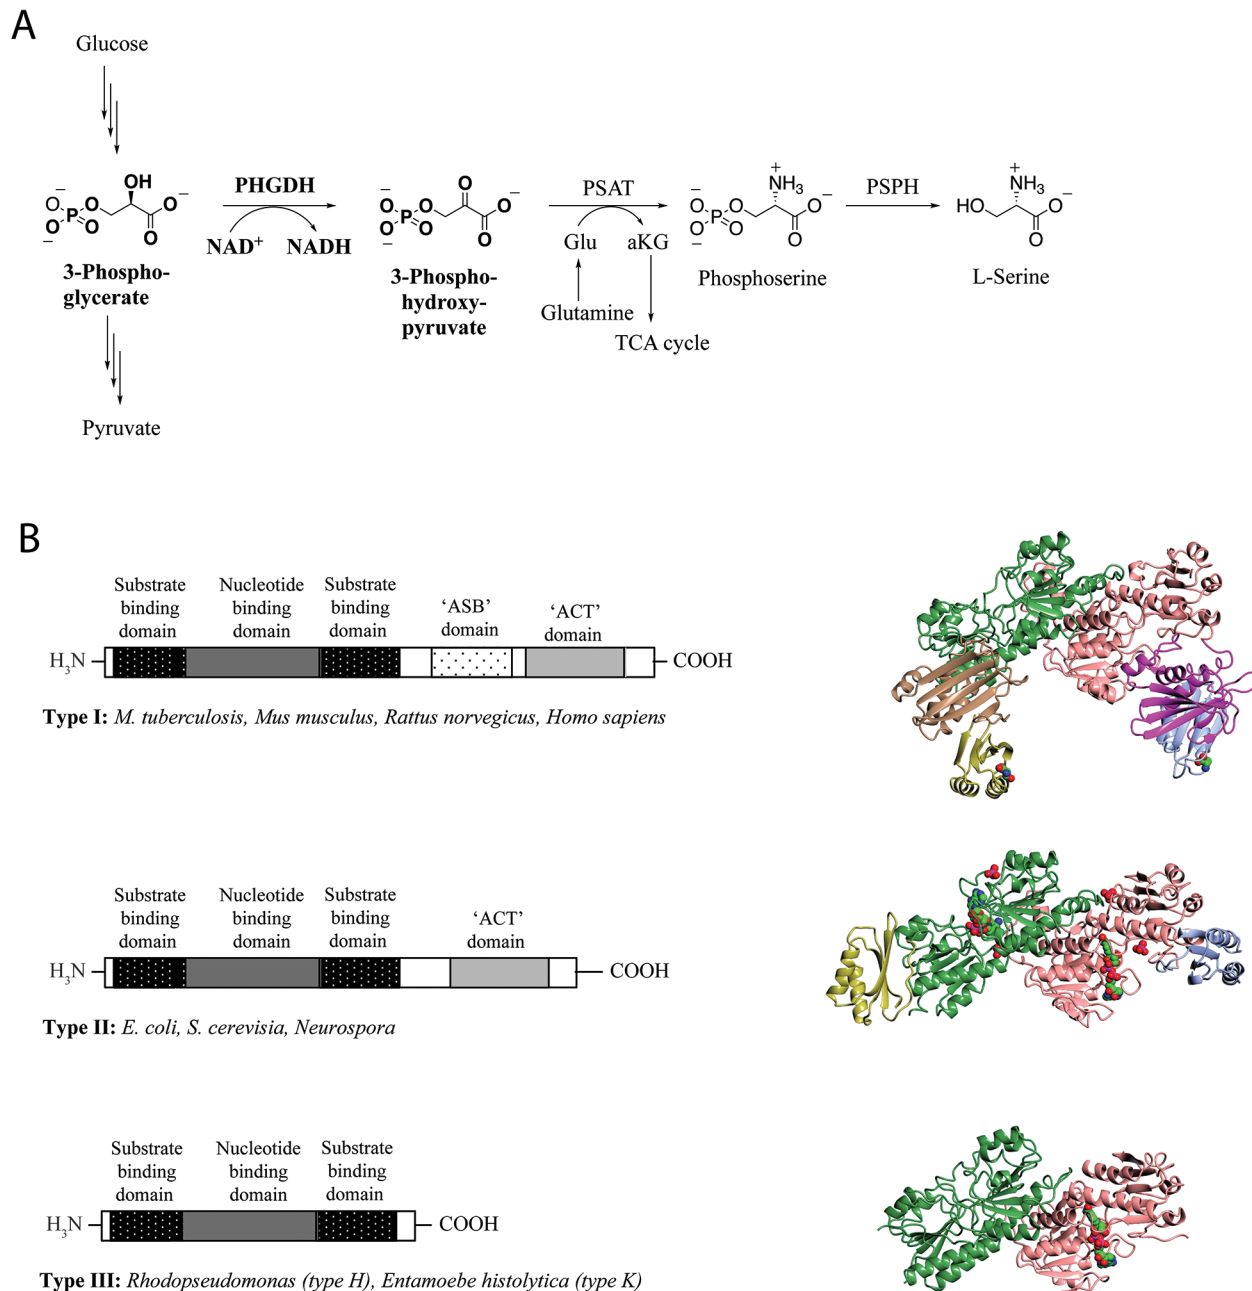 A
Glucose
OH
O
O
NH₃
+
NH₃
+
PHGDH
PSAT
PSPH
NAD⁺ NADH
Glu aKG
3-Phospho-
glycerate
3-Phospho-
hydroxy-
pyruvate
Glutamine
TCA cycle
Phosphoserine
HO
L-Serine
Pyruvate
B
Substrate
binding
domain
Nucleotide
binding
domain
Substrate
binding
domain
‘ASB’
domain
‘ACT’
domain
H₃N
COOH
Type I: M. tuberculosis, Mus musculus, Rattus norvegicus, Homo sapiens
Substrate
binding
domain
Nucleotide
binding
domain
Substrate
binding
domain
‘ACT’
domain
H₃N
COOH
Type II: E. coli, S. cerevisia, Neurospora
Substrate
binding
domain
Nucleotide
binding
domain
Substrate
binding
domain
H₃N
COOH
Type III: Rhodopseudomonas (type H), Entamoebe histolytica (type K)